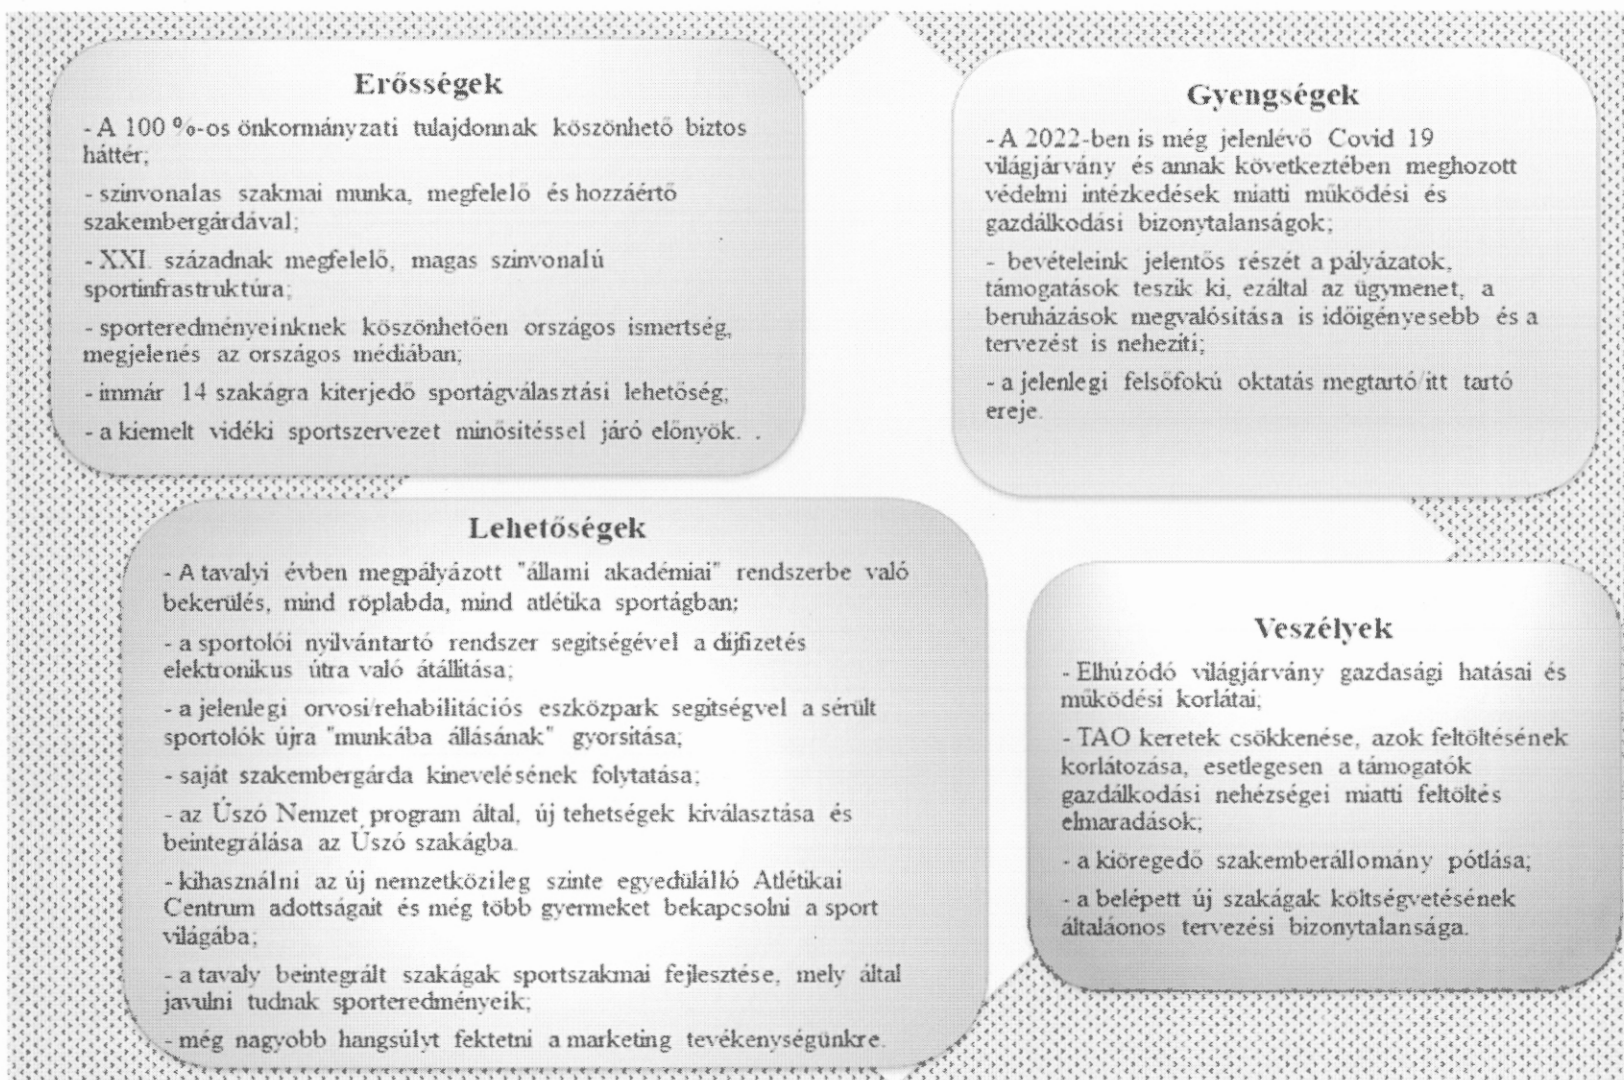 Erősségek
- A 100 %-os önkormányzati tulajdonnak köszönhető biztos
háttér;
- színvonalas szakmai munka, megfelelő és hozzáértő
szakembergárdával;
- XXI. századnak megfelelő, magas színvonalú
sportinfrastruktúra;
- sporteredményeinknek köszönhetően országos ismertség,
megjelenés az országos médiában;
- immár 14 szakágra kiterjedő sportágválasztási lehetőség;
- a kiemelt vidéki sportszervezet minősítéssel járó előnyök. .
Gyengségek
- A 2022-ben is még jelenlévő Covid 19
világjárvány és annak következtében meghozott
védelmi intézkedések miatti működési és
gazdálkodási bizonytalanságok;
- bevételeink jelentős részét a pályázatok,
támogatások teszik ki, ezáltal az ügymenet, a
beruházások megvalósítása is időigényesebb és a
tervezést is nehezíti;
- a jelenlegi felsőfokú oktatás megtartó/itt tartó
ereje.
Lehetőségek
- A tavalyi évben megpályázott "állami akadémiai" rendszerbe való
bekerülés, mind röplabda, mind atlétika sportágban;
- a sportolói nyilvántartó rendszer segítségével a díjfizetés
elektronikus útra való átállítása;
- a jelenlegi orvosi/rehabilitációs eszközpark segítségvel a sérült
sportolók újra "munkába állásának" gyorsítása;
- saját szakembergárda kinevelésének folytatása;
- az Úszó Nemzet program által, új tehetségek kiválasztása és
beintegrálása az Úszó szakágba.
- kihasználni az új nemzetközileg szinte egyedülálló Atlétikai
Centrum adottságait és még több gyermeket bekapcsolni a sport
világába;
- a tavaly beintegrált szakágak sportszakmai fejlesztése, mely által
javulni tudnak sporteredményeik;
- még nagyobb hangsúlyt fektetni a marketing tevékenységünkre.
Veszélyek
- Elhúzódó világjárvány gazdasági hatásai és
működési korlátai;
- TAO keretek csökkenése, azok feltöltésének
korlátozása, esetlegesen a támogatók
gazdálkodási nehézségei miatti feltöltés
elmaradások;
- a kiöregedő szakemberállomány pótlása;
- a belépett új szakágak költségvetésének
általáonos tervezési bizonytalansága.